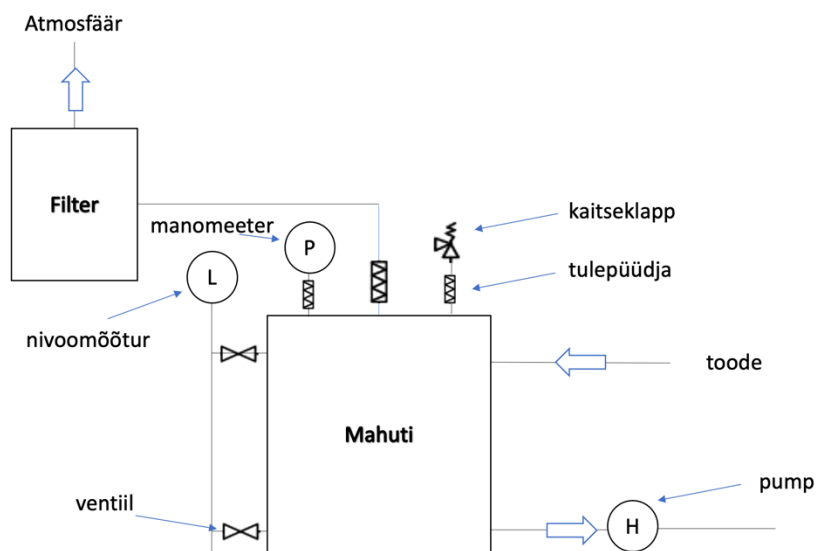 Atmosfäär
Filter
manomeeter
P
kaitseklapp
tulepüüdja
L
nivoomõõtur
toode
Mahuti
ventiil
pump
H